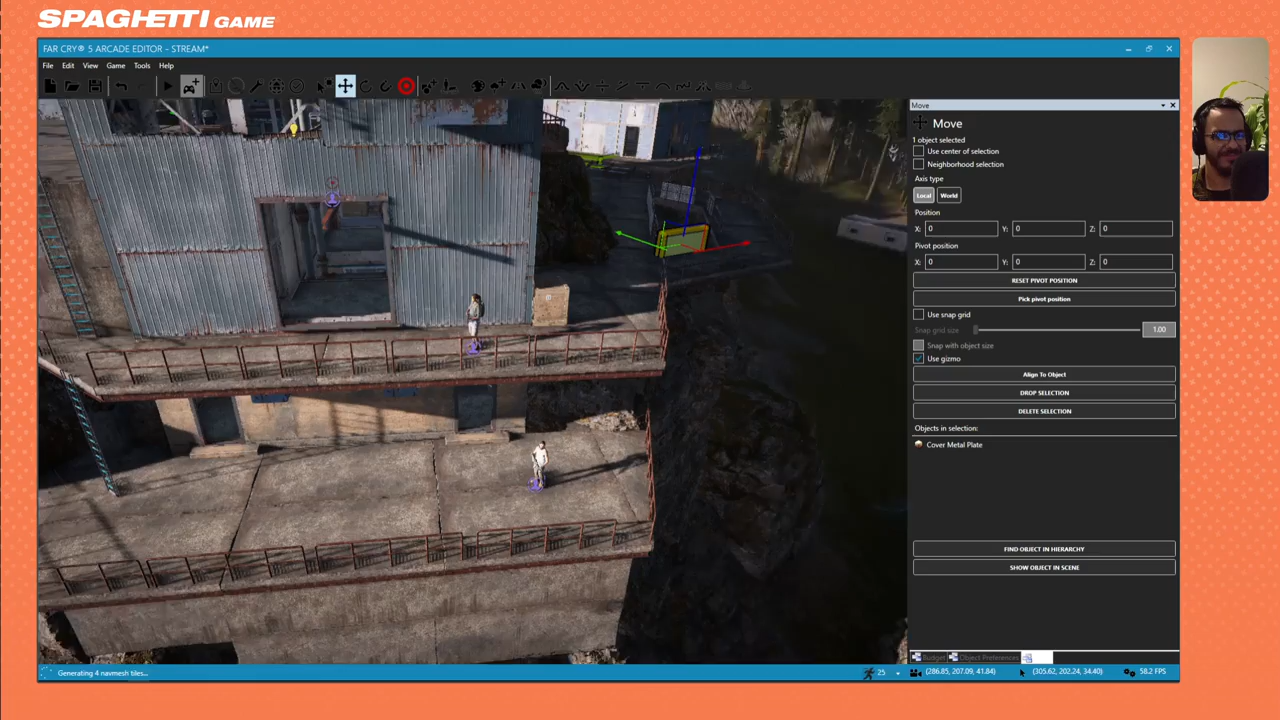 SPAGHETTI GAME
FAR CRY® 5 ARCADE EDITOR - STREAM*
File Edit View Game Tools Help
Move
Move
1 object selected
Use center of selection
Neighborhood selection
Axis type
Local World
Position
X: 0 Y: 0 Z: 0
Pivot position
X: 0 Y: 0 Z: 0
RESET PIVOT POSITION
Pick pivot position
Use snap grid
Snap grid size 1.00
Snap with object size
Use gizmo
Align To Object
DROP SELECTION
DELETE SELECTION
Objects in selection:
Cover Metal Plate
FIND OBJECT IN HIERARCHY
SHOW OBJECT IN SCENE
Budget Object Preferences
Generating 4 navmesh tiles... 25 (286.85, 207.09, 41.84) (305.62, 202.24, 34.40) 58.2 FPS